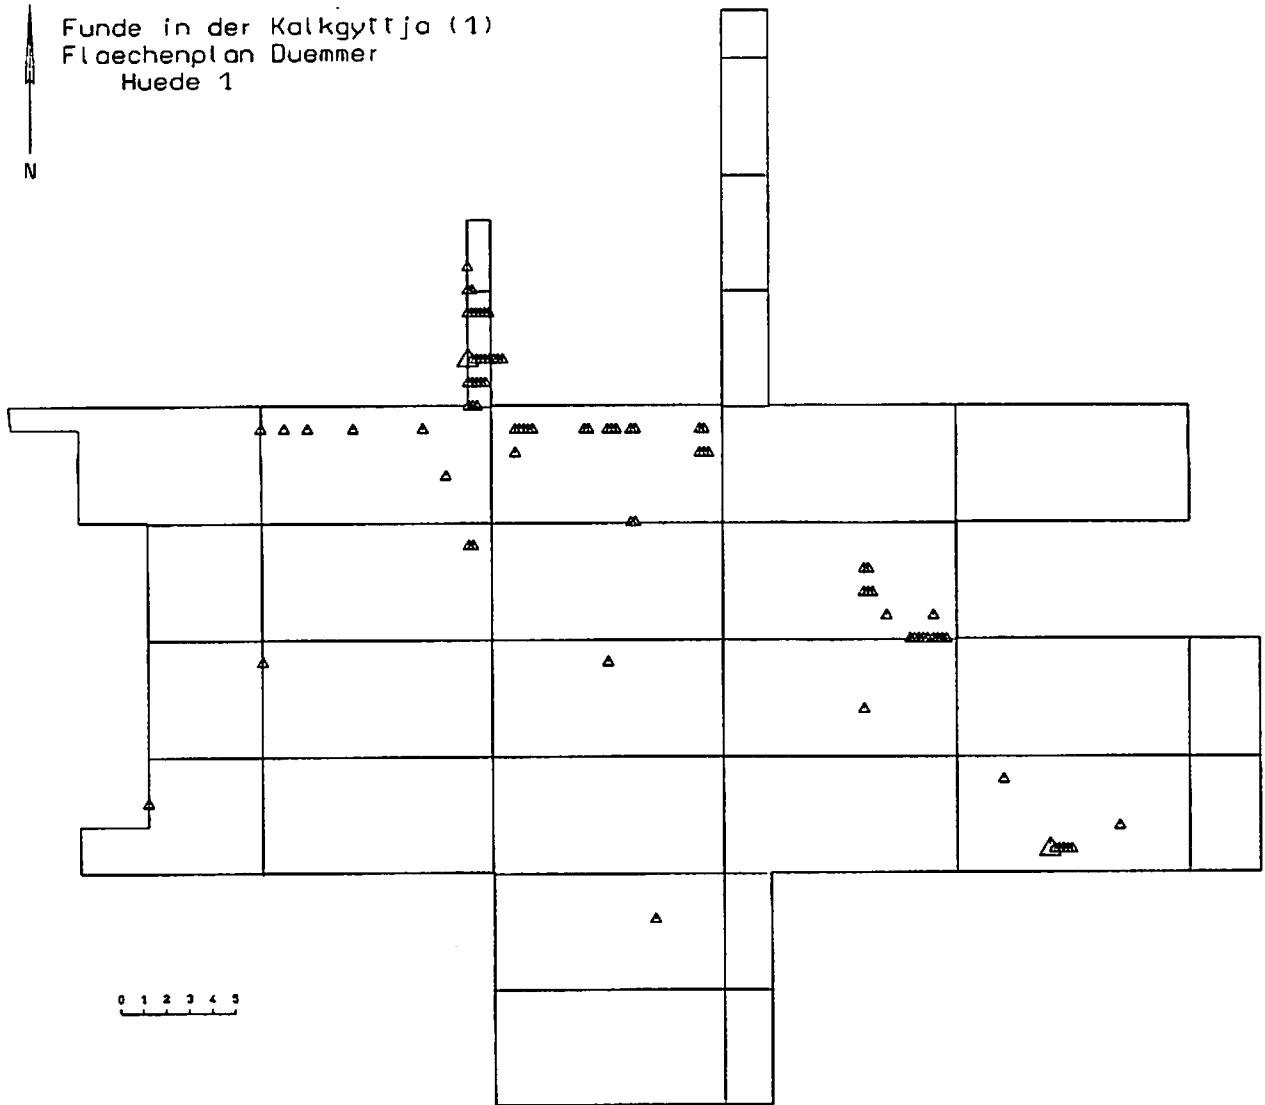 Funde in der Kalkgyttja (1)
Flaechenplan Duemmer
Huede 1
N
0 1 2 3 4 5